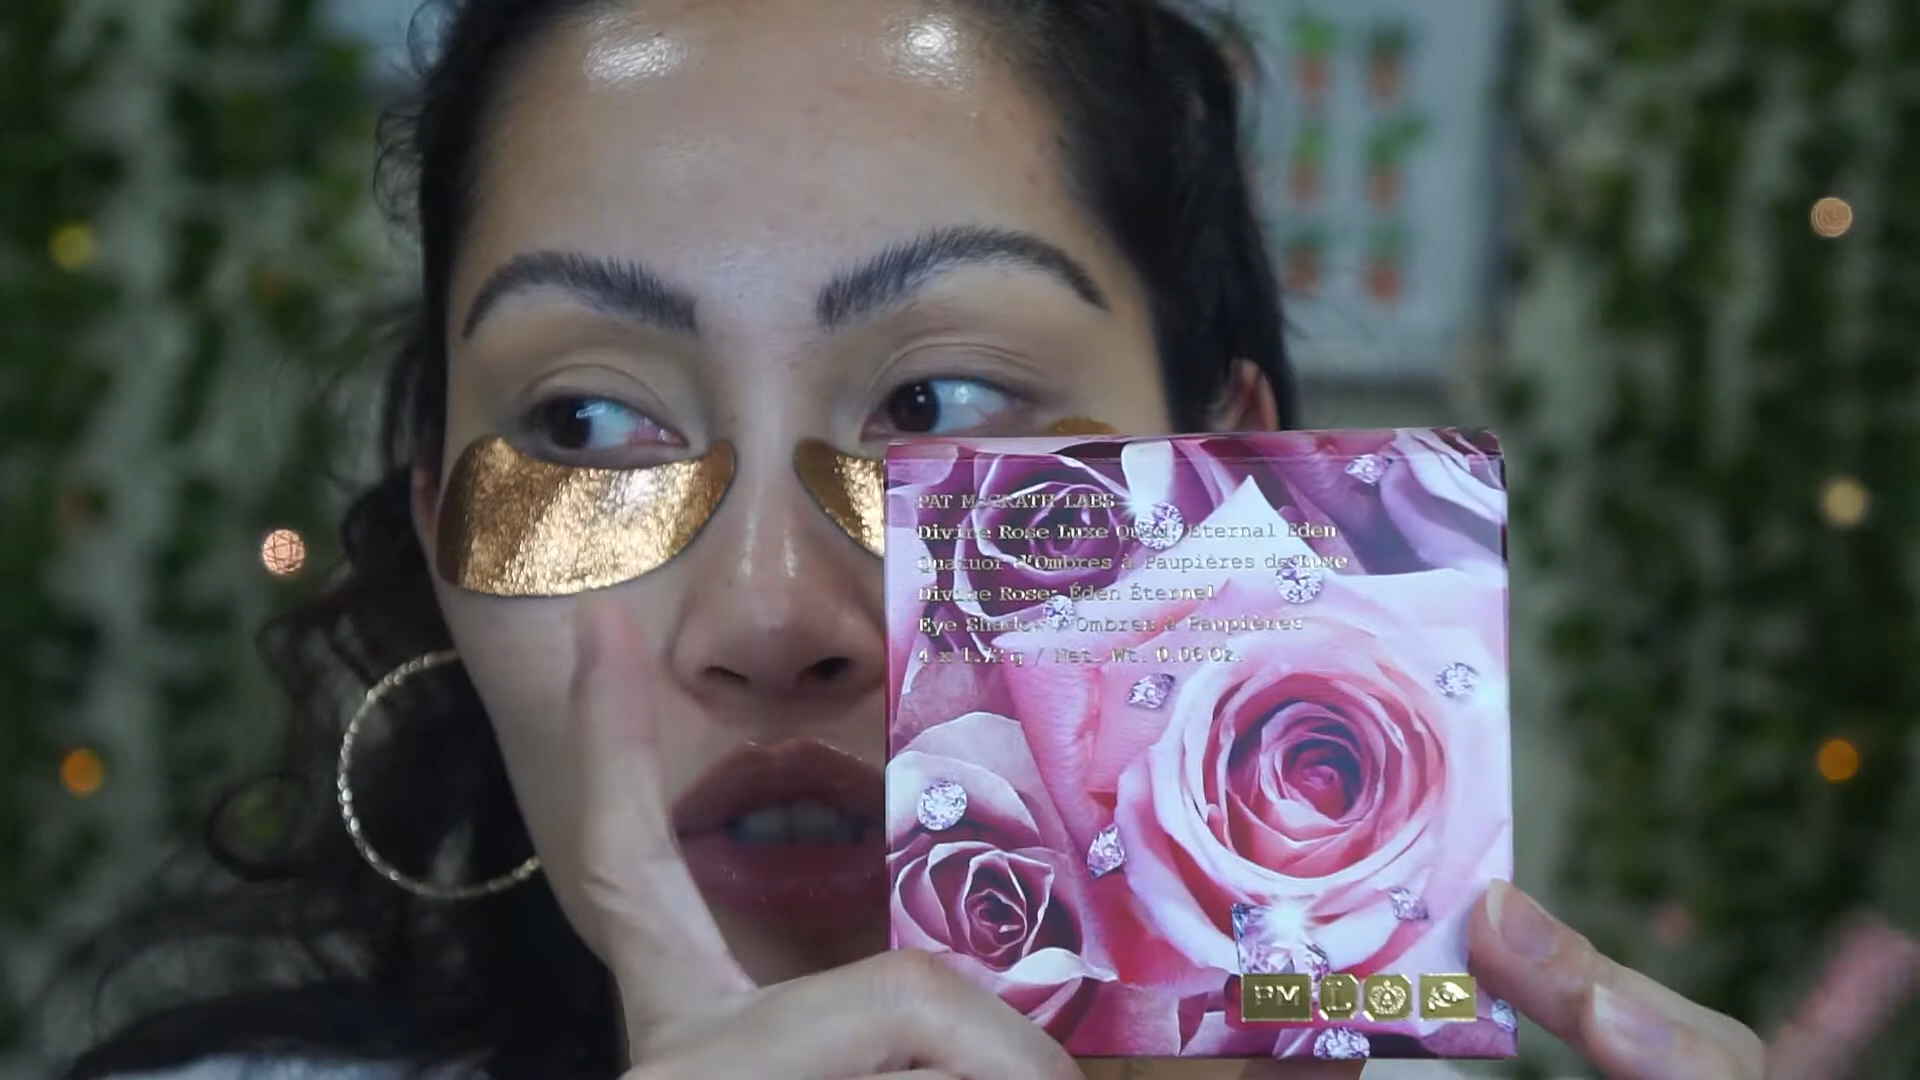 PAT McGRATH LABS
Divine Rose Luxe Quad: Eternal Eden
Quatuor d'Ombres à Paupières de Luxe
Divine Rose: Éden Éternel
Eye Shadow / Ombres à Paupières
4 x 1.72 g / Net. Wt. 0.06 Oz.
PM L